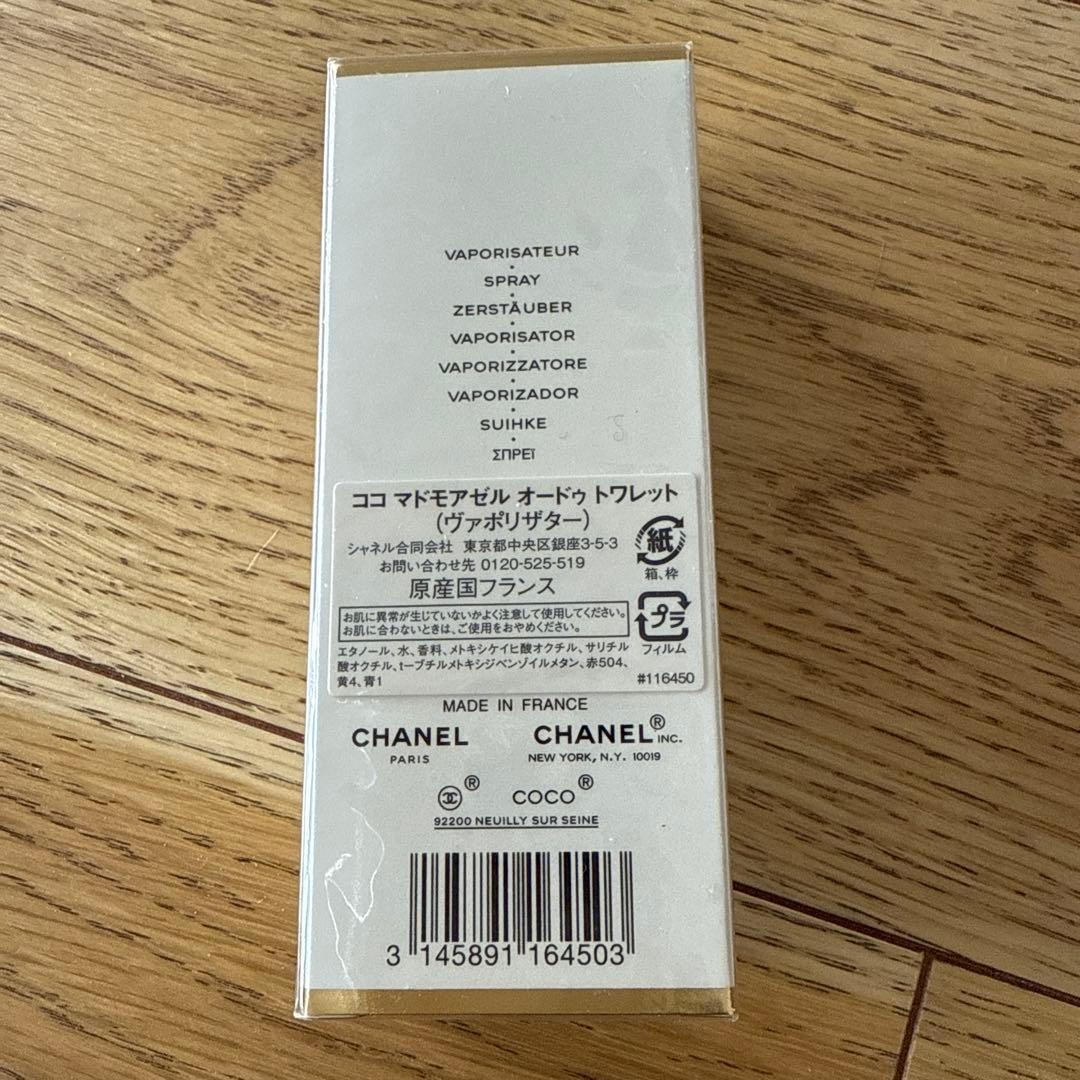 VAPORISATEUR
SPRAY
ZERSTÄUBER
VAPORISATOR
VAPORIZZATORE
VAPORIZADOR
SUIHKE
ΣΠΡΕΪ
ココ マドモアゼル オードゥ トワレット
(ヴァポリザター)
シャネル合同会社 東京都中央区銀座3-5-3
お問い合わせ先 0120-525-519
原産国フランス
紙
箱、枠
お肌に異常が生じていないかよく注意して使用してください。
お肌に合わないときは、ご使用をおやめください。
プラ
フィルム
エタノール、水、香料、メトキシケイヒ酸オクチル、サリチル
酸オクチル、t-ブチルメトキシジベンゾイルメタン、赤504、
黄4、青1
#116450
MADE IN FRANCE
CHANEL
PARIS
CHANEL® INC.
NEW YORK, N.Y. 10019
® COCO®
92200 NEUILLY SUR SEINE
3 145891 164503